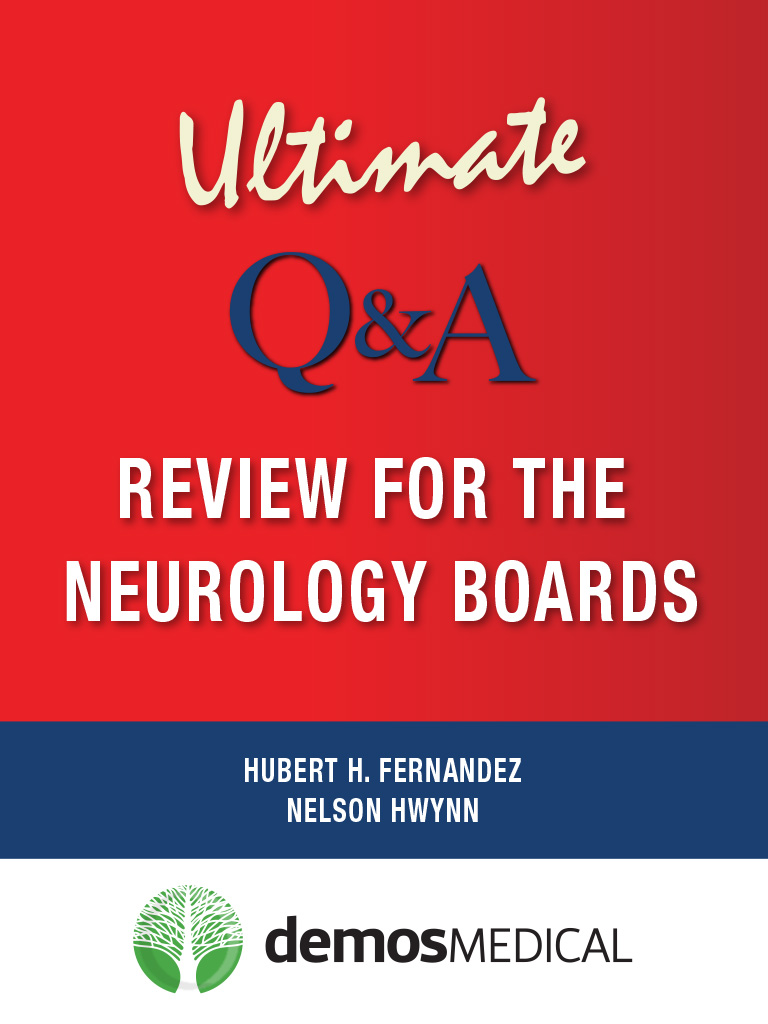 Ultimate
Q&A
REVIEW FOR THE
NEUROLOGY BOARDS
HUBERT H. FERNANDEZ
NELSON HWYNN
demosMEDICAL